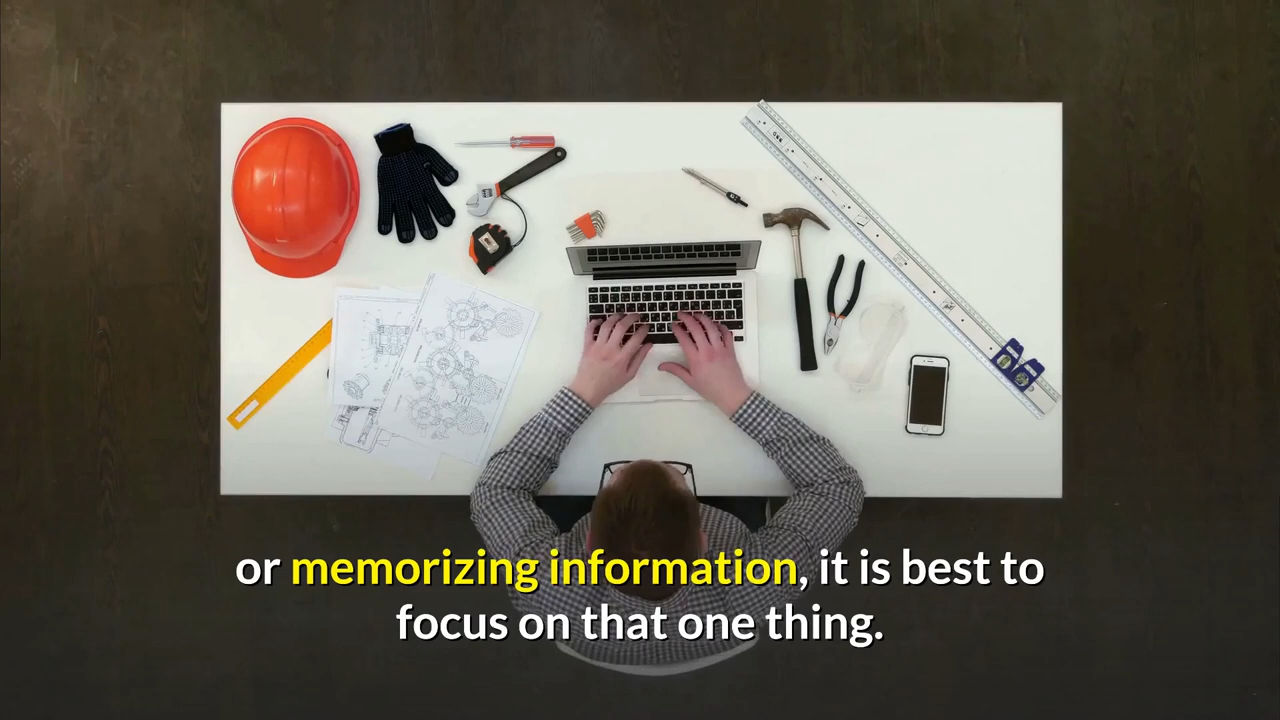 or memorizing information, it is best to
focus on that one thing.